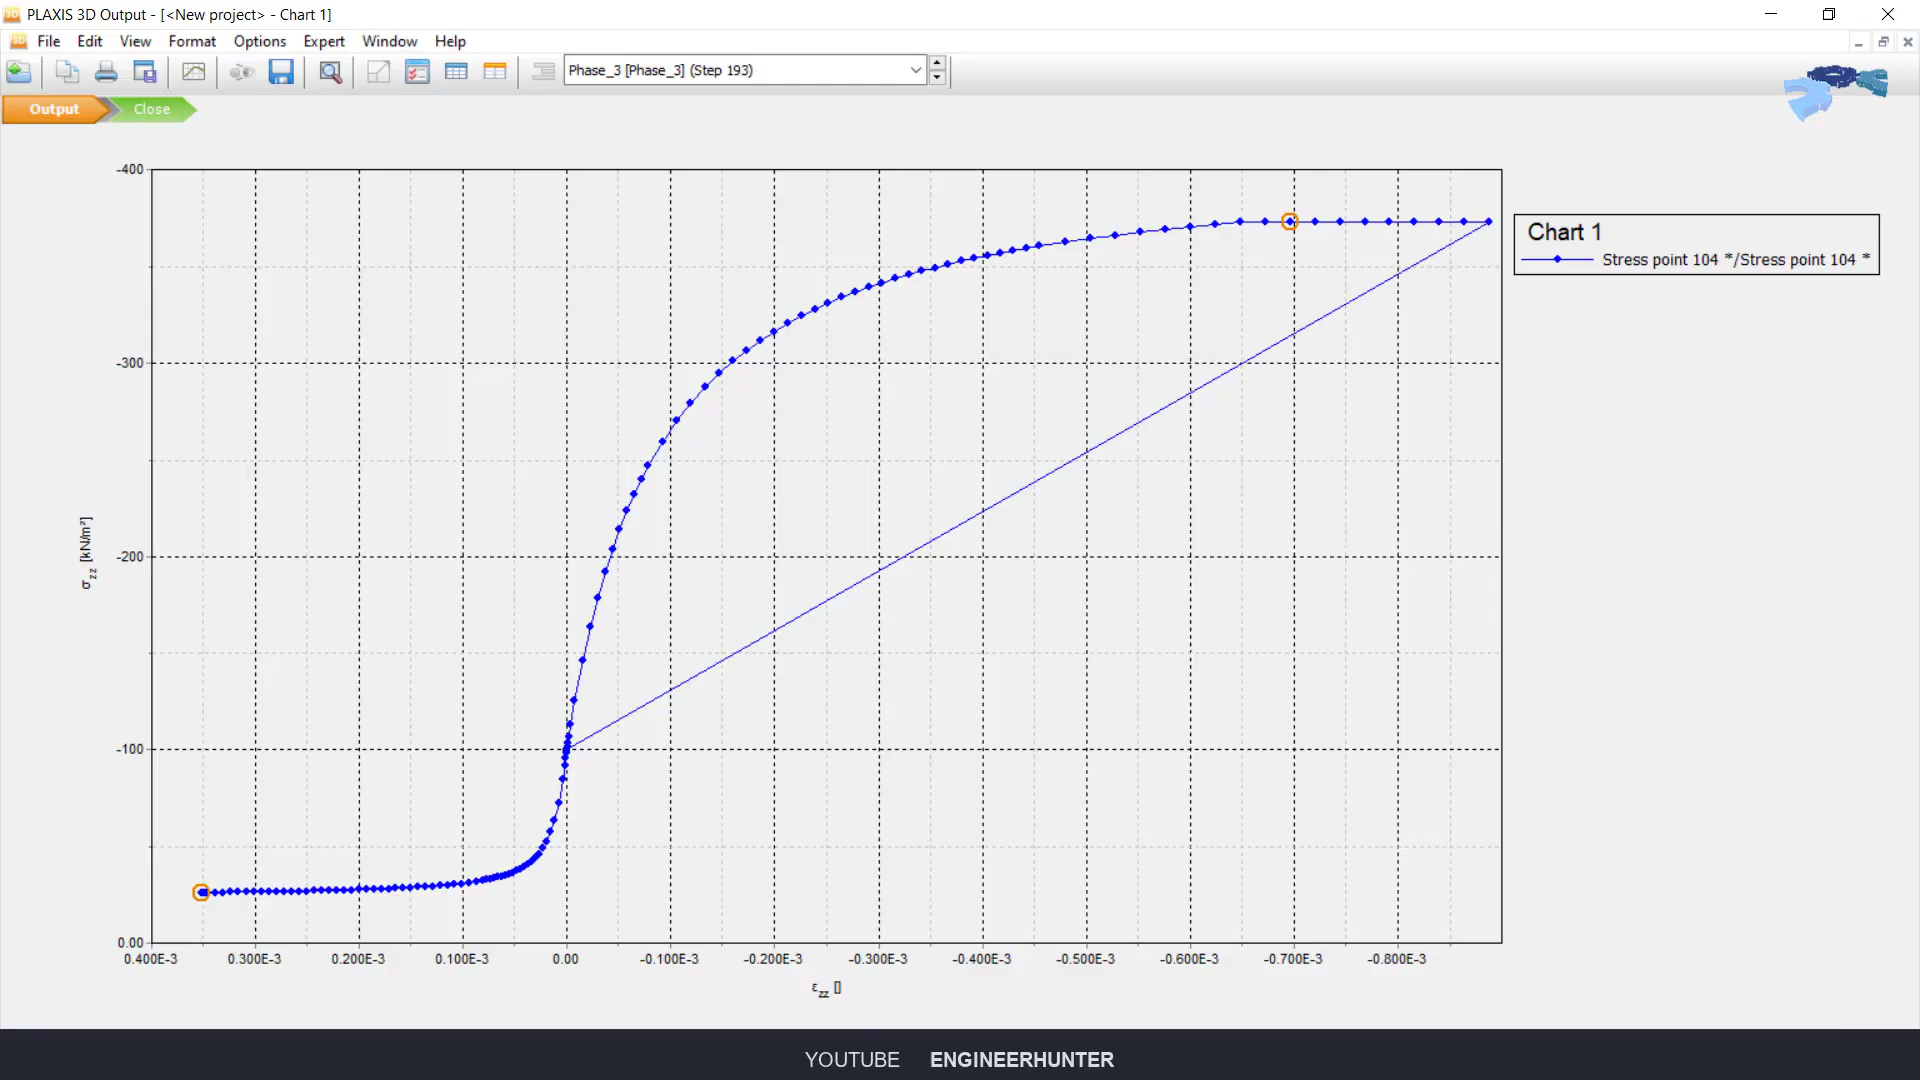 PLAXIS 3D Output - [<New project> - Chart 1]
3D File Edit View Format Options Expert Window Help
Phase_3 [Phase_3] (Step 193)
Output Close
-400
-300
-200
-100
0.00
σzz [kN/m²]
Chart 1
Stress point 104 */Stress point 104 *
0.400E-3 0.300E-3 0.200E-3 0.100E-3 0.00 -0.100E-3 -0.200E-3 -0.300E-3 -0.400E-3 -0.500E-3 -0.600E-3 -0.700E-3 -0.800E-3
εzz []
YOUTUBE ENGINEERHUNTER